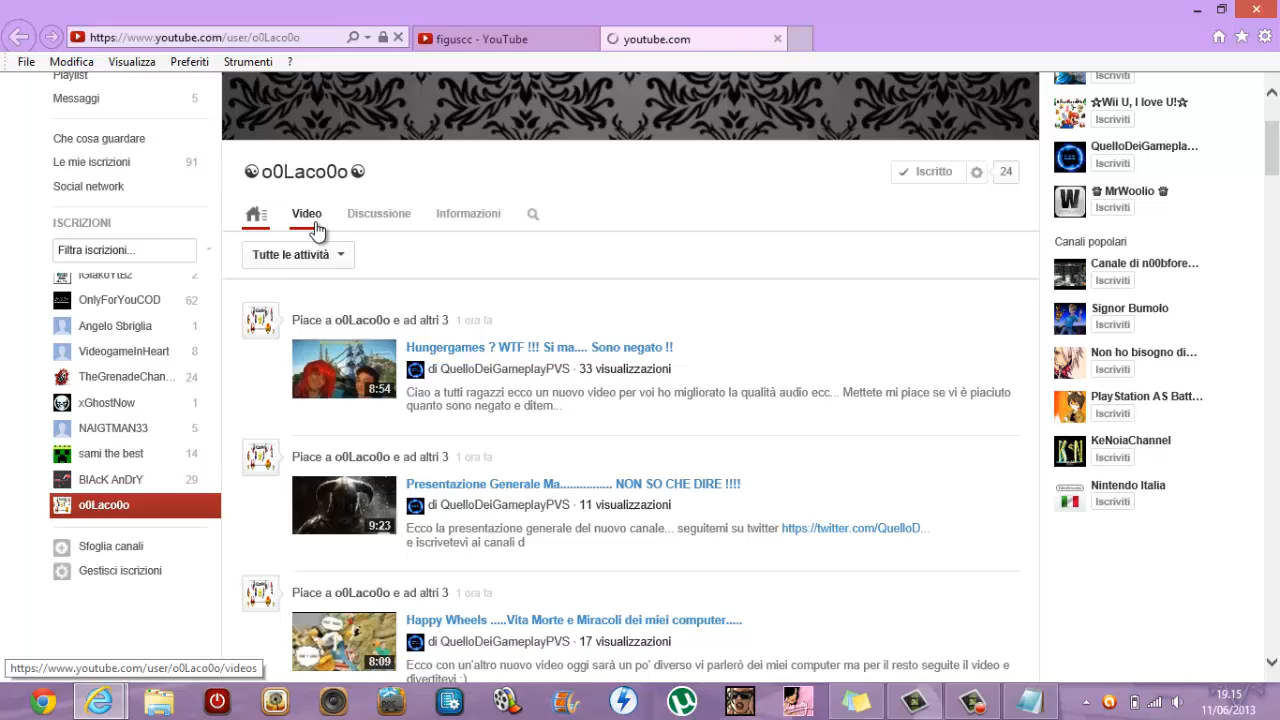 https://www.youtube.com/user/o0Laco0o
figuscc - YouTube
youtube.com
File Modifica Visualizza Preferiti Strumenti ?
Playlist
Messaggi 5
Che cosa guardare
Le mie iscrizioni 91
Social network
ISCRIZIONI
Filtra iscrizioni...
2
OnlyForYouCOD 62
Angelo Sbriglia 1
VideogameInHeart 8
TheGrenadeChan... 24
xGhostNow 1
NAIGTMAN33 5
sami the best 14
BlAcK AnDrY 29
o0Laco0o
Sfoglia canali
Gestisci iscrizioni
☯o0Laco0o☯
Iscritto 24
Video Discussione Informazioni
Tutte le attività
Piace a o0Laco0o e ad altri 3 1 ora fa
Hungergames ? WTF !!! Si ma.... Sono negato !!
8:54
di QuelloDeiGameplayPVS · 33 visualizzazioni
Ciao a tutti ragazzi ecco un nuovo video per voi ho migliorato la qualità audio ecc... Mettete mi piace se vi è piaciuto
quanto sono negato e ditem...
Piace a o0Laco0o e ad altri 3 1 ora fa
Presentazione Generale Ma................ NON SO CHE DIRE !!!!
9:23
di QuelloDeiGameplayPVS · 11 visualizzazioni
Ecco la presentazione generale del nuovo canale... seguitemi su twitter https://twitter.com/QuelloD...
e iscrivetevi ai canali d
Piace a o0Laco0o e ad altri 3 1 ora fa
Happy Wheels .....Vita Morte e Miracoli dei miei computer.....
8:09
di QuelloDeiGameplayPVS · 17 visualizzazioni
Ecco con un'altro nuovo video oggi sarà un po' diverso vi parlerò dei miei computer ma per il resto seguite il video e
divertitevi :)
Iscriviti
☆Wii U, I love U!☆
Iscriviti
QuelloDeiGamepla...
Iscriviti
♕ MrWoolio ♕
Iscriviti
Canali popolari
Canale di n00bfore...
Iscriviti
Signor Bumolo
Iscriviti
Non ho bisogno di...
Iscriviti
PlayStation AS Batt...
Iscriviti
KeNoiaChannel
Iscriviti
Nintendo Italia
Iscriviti
https://www.youtube.com/user/o0Laco0o/videos
19.15
11/06/2013